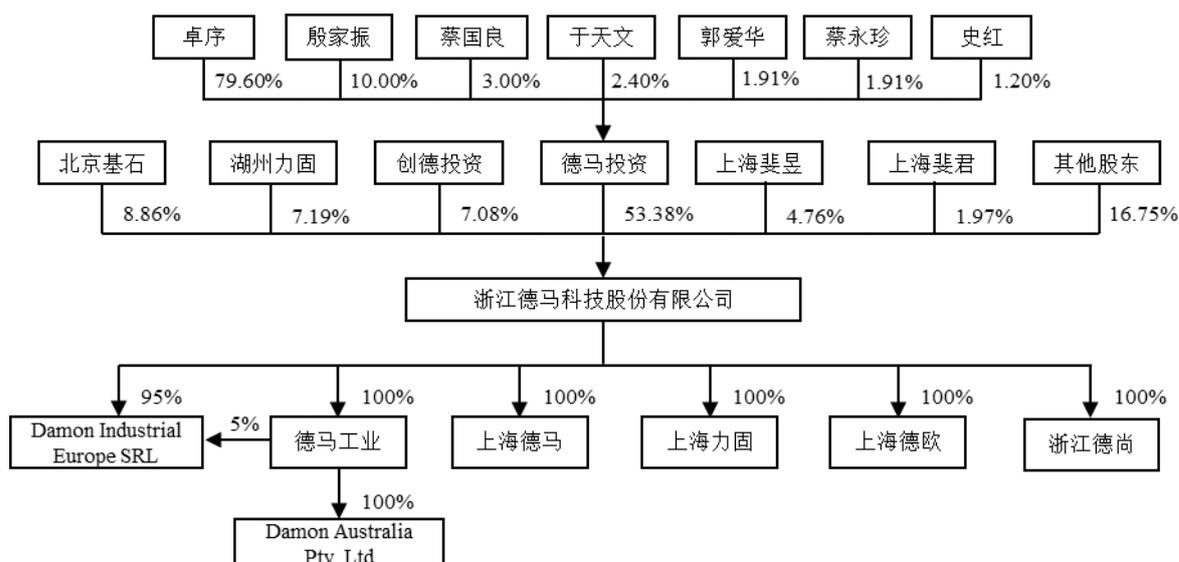 卓序
殷家振
蔡国良
于天文
郭爱华
蔡永珍
史红
79.60%
10.00%
3.00%
2.40%
1.91%
1.91%
1.20%
北京基石
湖州力固
创德投资
德马投资
上海斐昱
上海斐君
其他股东
8.86%
7.19%
7.08%
53.38%
4.76%
1.97%
16.75%
浙江德马科技股份有限公司
95%
100%
100%
100%
100%
100%
Damon Industrial
Europe SRL
5%
德马工业
上海德马
上海力固
上海德欧
浙江德尚
100%
Damon Australia
Pty. Ltd